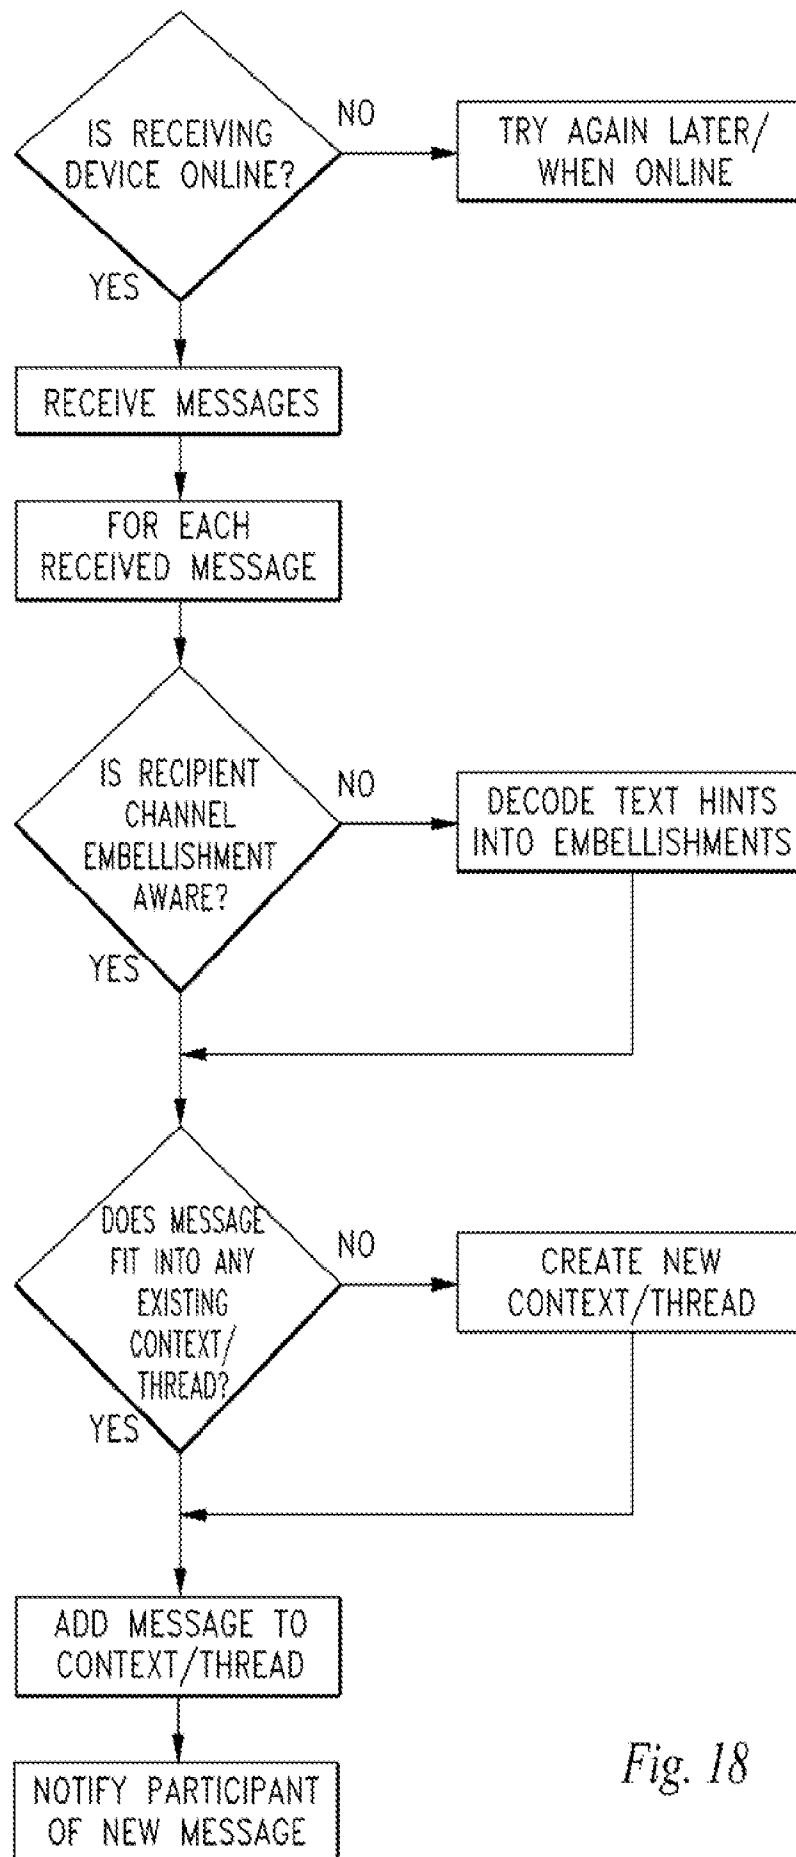 IS RECEIVING
DEVICE ONLINE?
NO
TRY AGAIN LATER/
WHEN ONLINE
YES
RECEIVE MESSAGES
FOR EACH
RECEIVED MESSAGE
IS RECIPIENT
CHANNEL
EMBELLISHMENT
AWARE?
NO
DECODE TEXT HINTS
INTO EMBELLISHMENTS
YES
DOES MESSAGE
FIT INTO ANY
EXISTING
CONTEXT/
THREAD?
NO
CREATE NEW
CONTEXT/THREAD
YES
ADD MESSAGE TO
CONTEXT/THREAD
NOTIFY PARTICIPANT
OF NEW MESSAGE
Fig. 18